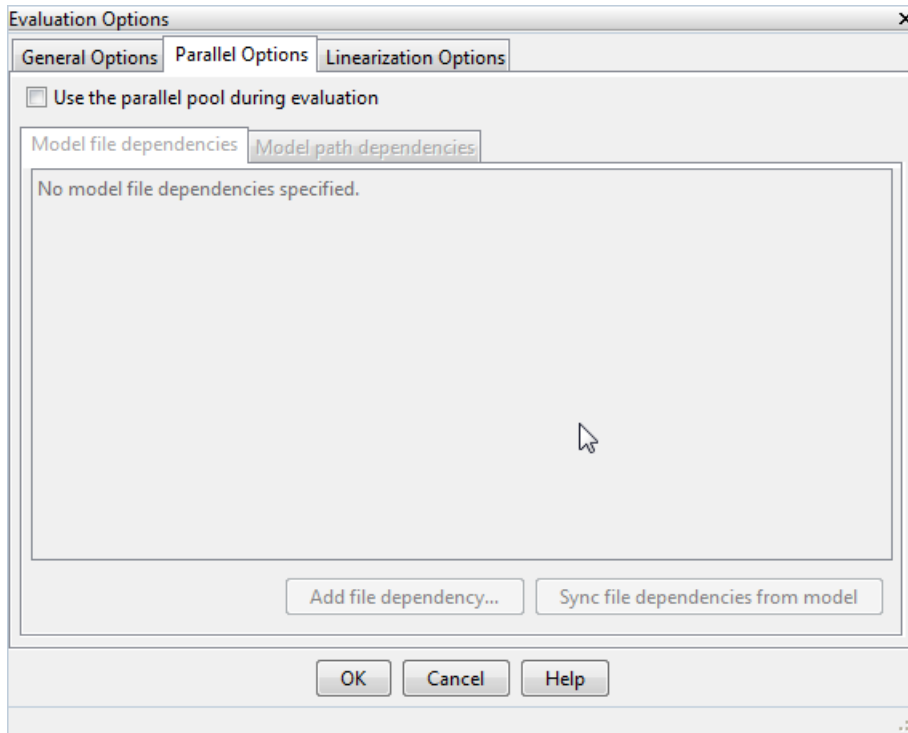 Evaluation Options
General Options Parallel Options Linearization Options
Use the parallel pool during evaluation
Model file dependencies Model path dependencies
No model file dependencies specified.
Add file dependency... Sync file dependencies from model
OK Cancel Help